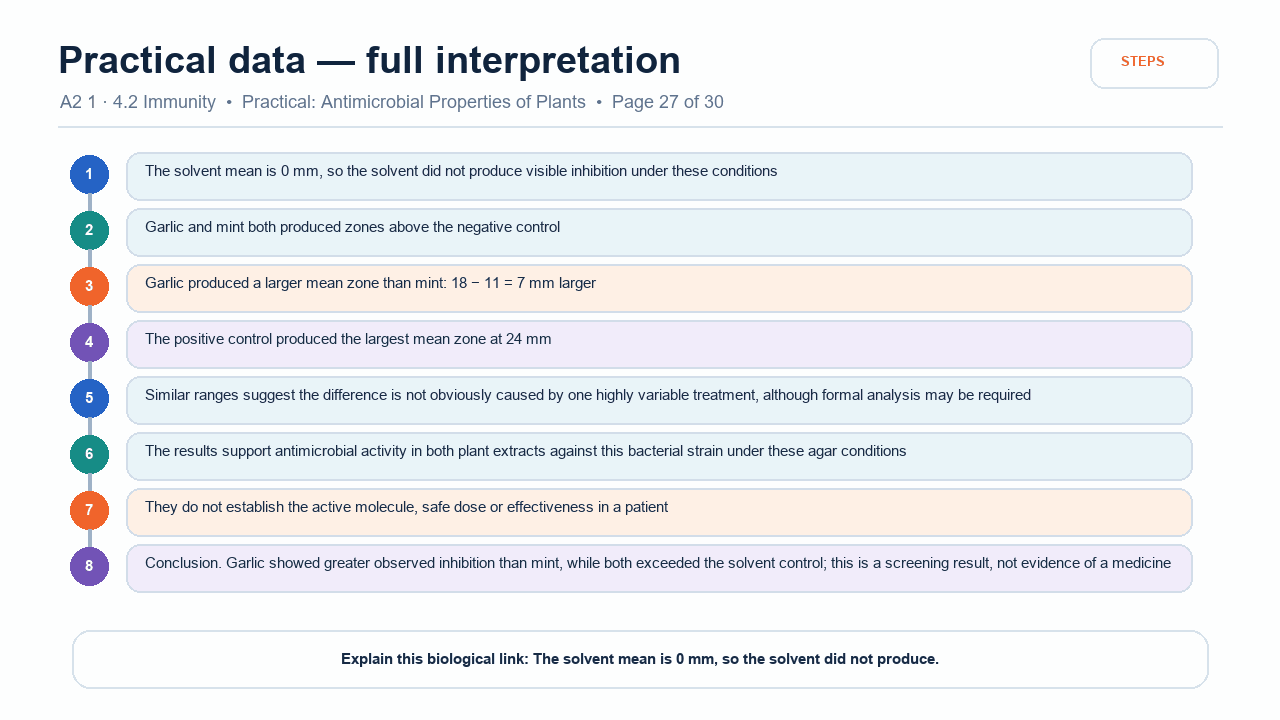 Practical data — full interpretation
STEPS
A2 1 · 4.2 Immunity • Practical: Antimicrobial Properties of Plants • Page 27 of 30
1 The solvent mean is 0 mm, so the solvent did not produce visible inhibition under these conditions
2 Garlic and mint both produced zones above the negative control
3 Garlic produced a larger mean zone than mint: 18 − 11 = 7 mm larger
4 The positive control produced the largest mean zone at 24 mm
5 Similar ranges suggest the difference is not obviously caused by one highly variable treatment, although formal analysis may be required
6 The results support antimicrobial activity in both plant extracts against this bacterial strain under these agar conditions
7 They do not establish the active molecule, safe dose or effectiveness in a patient
8 Conclusion. Garlic showed greater observed inhibition than mint, while both exceeded the solvent control; this is a screening result, not evidence of a medicine
Explain this biological link: The solvent mean is 0 mm, so the solvent did not produce.